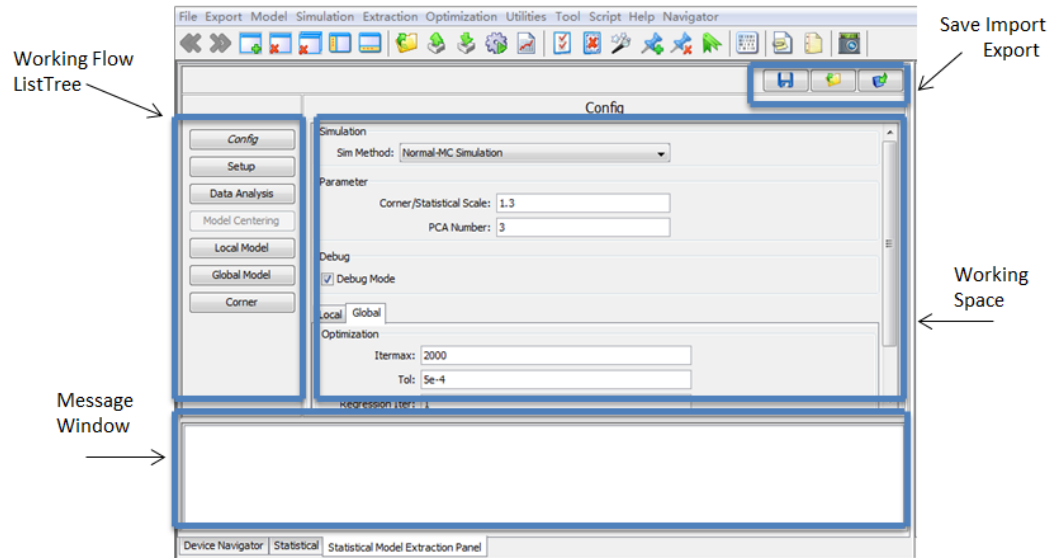 File Export Model Simulation Extraction Optimization Utilities Tool Script Help Navigator
Save Import
Export
Working Flow
ListTree
Config
Config
Setup
Data Analysis
Model Centering
Local Model
Global Model
Corner
Simulation
Sim Method: Normal-MC Simulation
Parameter
Corner/Statistical Scale: 1.3
PCA Number: 3
Debug
Debug Mode
Local Global
Optimization
Itermax: 2000
Tol: 5e-4
Regression Iter: 1
Working
Space
Message
Window
Device Navigator Statistical Statistical Model Extraction Panel